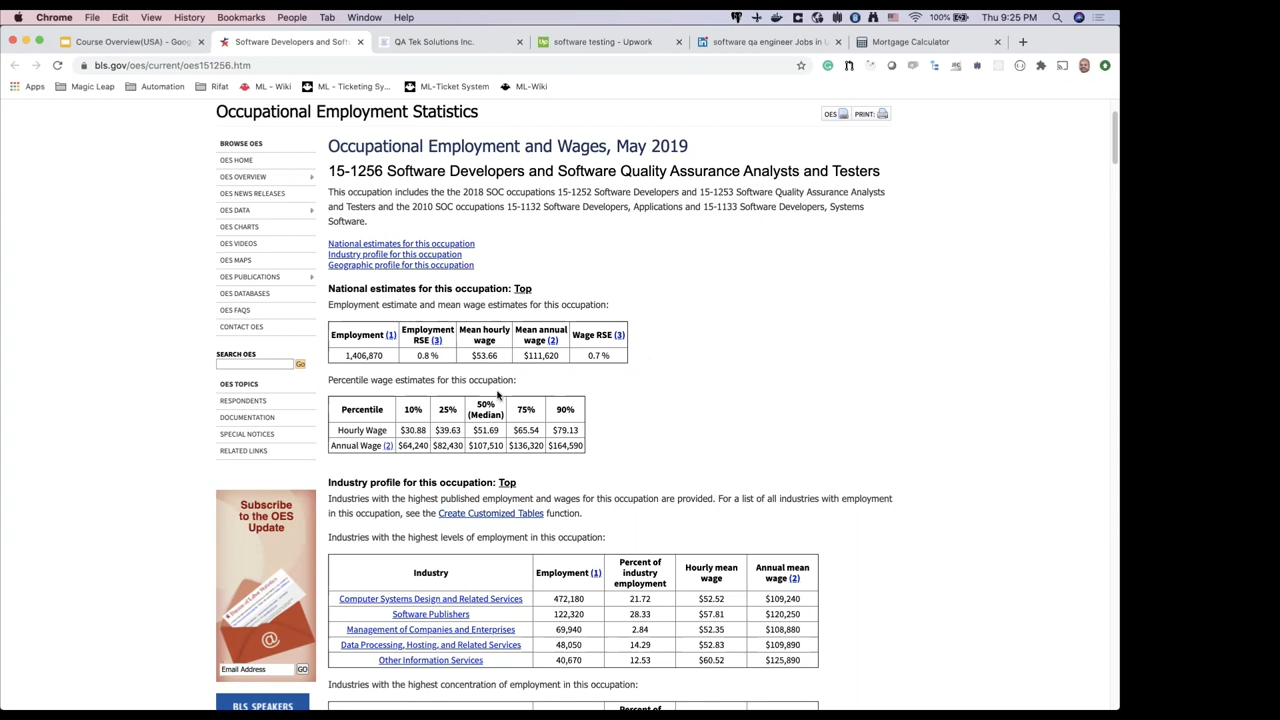 Chrome File Edit View History Bookmarks People Tab Window Help 100% Thu 9:25 PM
Course Overview(USA) - Goog Software Developers and Soft QA Tek Solutions Inc. software testing - Upwork software qa engineer Jobs in U Mortgage Calculator
bls.gov/oes/current/oes151256.htm
Apps Magic Leap Automation Rifat ML - Wiki ML - Ticketing Sy... ML-Ticket System ML-Wiki
Occupational Employment Statistics
OES PRINT:
BROWSE OES
OES HOME
OES OVERVIEW
OES NEWS RELEASES
OES DATA
OES CHARTS
OES VIDEOS
OES MAPS
OES PUBLICATIONS
OES DATABASES
OES FAQS
CONTACT OES
SEARCH OES
Go
OES TOPICS
RESPONDENTS
DOCUMENTATION
SPECIAL NOTICES
RELATED LINKS
Subscribe
to the OES
Update
Email Address GO
BLS SPEAKERS
Occupational Employment and Wages, May 2019
15-1256 Software Developers and Software Quality Assurance Analysts and Testers
This occupation includes the the 2018 SOC occupations 15-1252 Software Developers and 15-1253 Software Quality Assurance Analysts
and Testers and the 2010 SOC occupations 15-1132 Software Developers, Applications and 15-1133 Software Developers, Systems
Software.
National estimates for this occupation
Industry profile for this occupation
Geographic profile for this occupation
National estimates for this occupation: Top
Employment estimate and mean wage estimates for this occupation:
Employment (1) Employment RSE (3) Mean hourly wage Mean annual wage (2) Wage RSE (3)
1,406,870 0.8 % $53.66 $111,620 0.7 %
Percentile wage estimates for this occupation:
Percentile 10% 25% 50% (Median) 75% 90%
Hourly Wage $30.88 $39.63 $51.69 $65.54 $79.13
Annual Wage (2) $64,240 $82,430 $107,510 $136,320 $164,590
Industry profile for this occupation: Top
Industries with the highest published employment and wages for this occupation are provided. For a list of all industries with employment
in this occupation, see the Create Customized Tables function.
Industries with the highest levels of employment in this occupation:
Industry Employment (1) Percent of industry employment Hourly mean wage Annual mean wage (2)
Computer Systems Design and Related Services 472,180 21.72 $52.52 $109,240
Software Publishers 122,320 28.33 $57.81 $120,250
Management of Companies and Enterprises 69,940 2.84 $52.35 $108,880
Data Processing, Hosting, and Related Services 48,050 14.29 $52.83 $109,890
Other Information Services 40,670 12.53 $60.52 $125,890
Industries with the highest concentration of employment in this occupation:
Percent of